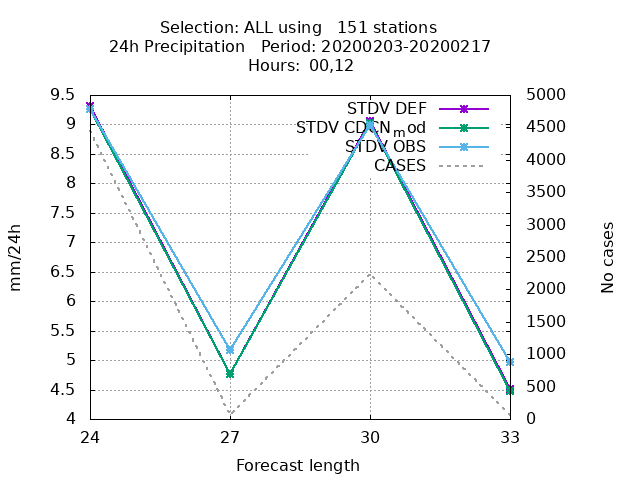 Selection: ALL using   151 stations
24h Precipitation   Period: 20200203-20200217
Hours: 00,12
9.5
9
8.5
8
7.5
7
6.5
6
5.5
5
4.5
4
mm/24h
STDV DEF
STDV CDCN_mod
STDV OBS
CASES
5000
4500
4000
3500
3000
2500
2000
1500
1000
500
0
No cases
24 27 30 33
Forecast length